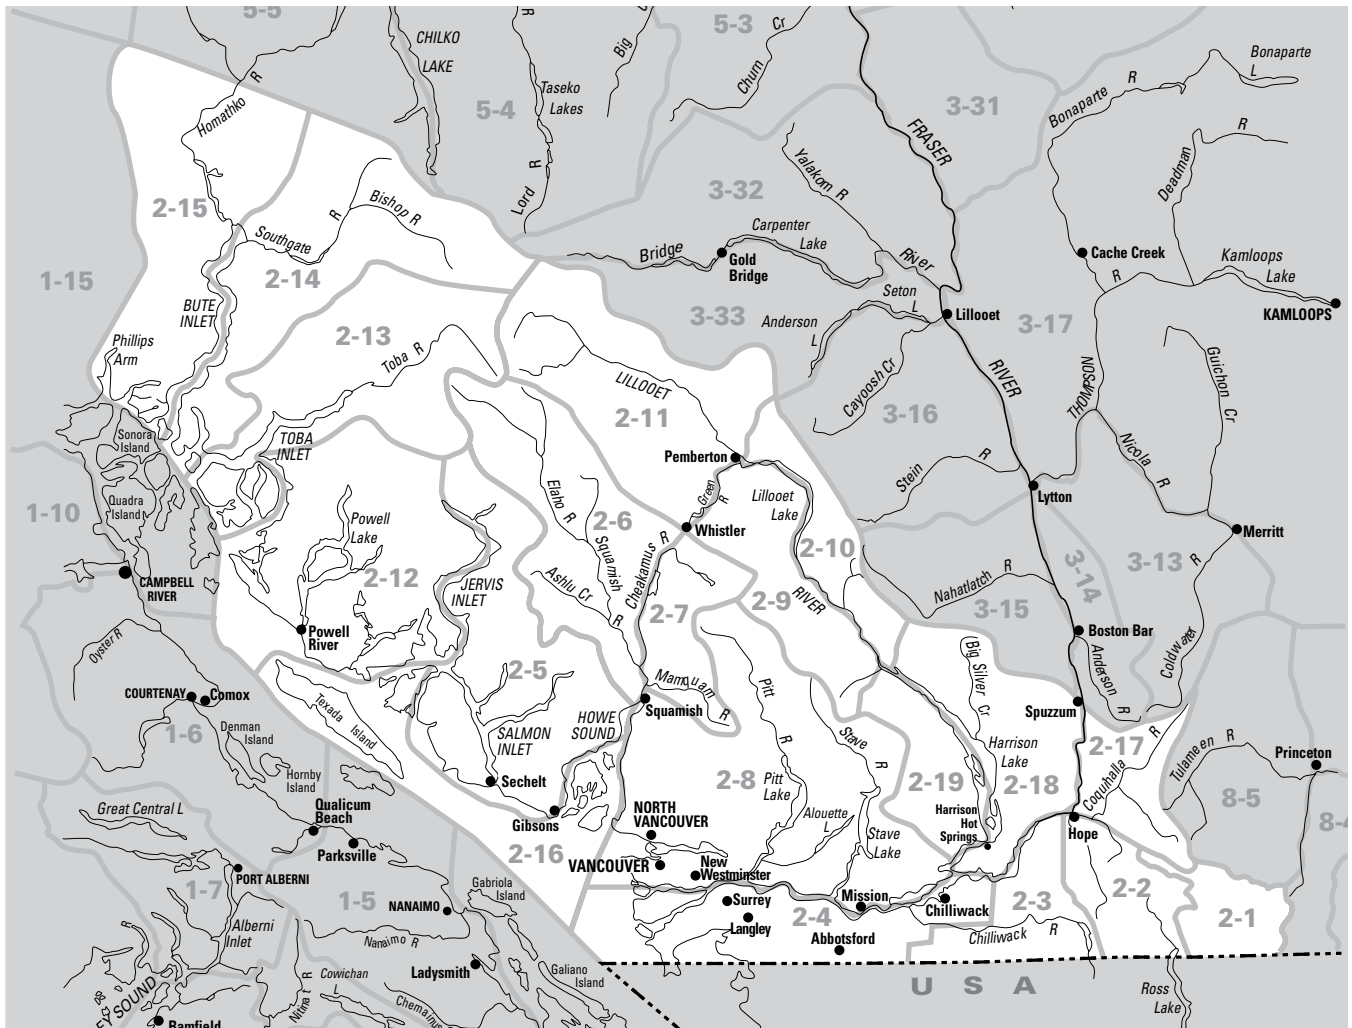 5-5
CHILKO
LAKE
R
Big
5-3
Cr
Churn
Taseko
Lakes
5-4
R
Lord
3-31
FRASER
Bonaparte
R
Bonaparte
L
R
Deadman
R
Homathko
2-15
Bishop R
R
Southgate
2-14
3-32
Yalakom R
Carpenter
Lake
Bridge
River
Gold
Bridge
Cache Creek
R
Kamloops
Lake
KAMLOOPS
1-15
BUTE
INLET
2-13
Toba R
Phillips
Arm
3-33
Seton
L
Anderson
L
Lillooet
3-17
RIVER
THOMPSON
Guichon Cr
Cayoosh Cr
3-16
LILLOOET
2-11
Sonora
Island
TOBA
INLET
Pemberton
Green
R
Lillooet
Lake
Stein
R
Nicola
R
Lytton
1-10
Quadra
Island
Powell
Lake
Elaho R
2-6
Whistler
2-10
Merritt
CAMPBELL
RIVER
2-12
JERVIS
INLET
Squamish
R
Ashlu Cr
Cheakamus R
2-7
2-9
RIVER
Nahatlatch
R
3-15
3-14
3-13
Oyster R
Powell
River
Boston Bar
Big Silver
Cr
Anderson
R
Coldwater
COURTENAY
Comox
Texada Island
2-5
Mamquam
R
Pitt
R
Squamish
Spuzzum
1-6
Denman
Island
SALMON
INLET
HOWE
SOUND
Stave
R
Harrison
Lake
2-17
R
Coquihalla
Tulameen R
Princeton
Hornby
Island
Sechelt
2-8
Pitt
Lake
2-19
2-18
8-5
Great Central L
Qualicum
Beach
Gibsons
NORTH
VANCOUVER
Alouette
L
Harrison
Hot
Springs
Hope
8-4
Parksville
2-16
VANCOUVER
New
Westminster
Stave
Lake
PORT ALBERNI
1-7
1-5
Gabriola
Island
NANAIMO
Surrey
2-4
Mission
Chilliwack
2-3
2-2
2-1
Alberni
Inlet
Nanaimo R
Langley
Abbotsford
Chilliwack R
Ladysmith
Cowichan
L
Nitinat R
Galiano
Island
U S A
Ross
Lake
EY SOUND
Chemainus
Bamfield